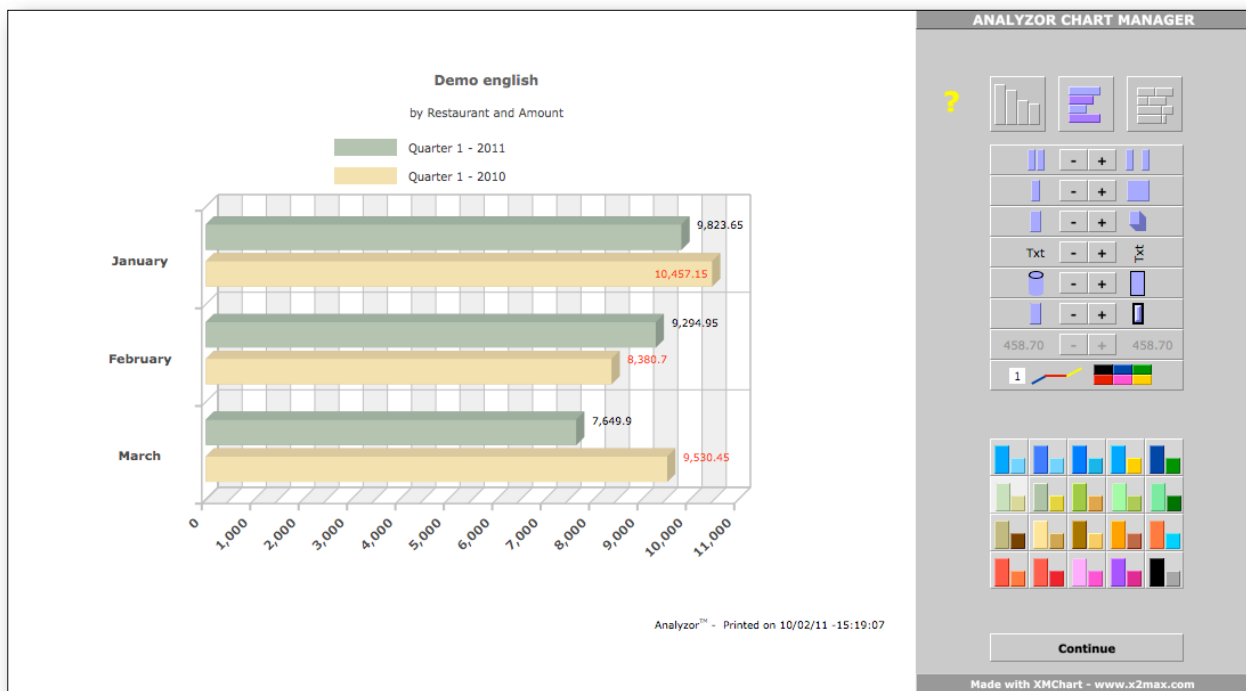 ANALYZOR CHART MANAGER
Demo english
by Restaurant and Amount
Quarter 1 - 2011
Quarter 1 - 2010
9,823.65
January
10,457.15
9,294.95
February
8,380.7
7,649.9
March
9,530.45
0 1,000 2,000 3,000 4,000 5,000 6,000 7,000 8,000 9,000 10,000 11,000
Analyzor™ - Printed on 10/02/11 -15:19:07
?
- +
- +
- +
Txt - + Txt
- +
- +
458.70 - + 458.70
1
Continue
Made with XMChart - www.x2max.com